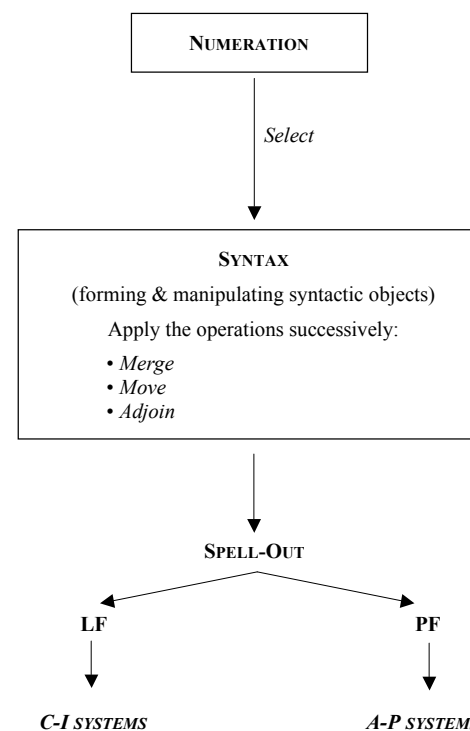 NUMERATION
Select
SYNTAX
(forming & manipulating syntactic objects)
Apply the operations successively:
• Merge
• Move
• Adjoin
SPELL-OUT
LF PF
C-I SYSTEMS A-P SYSTEM